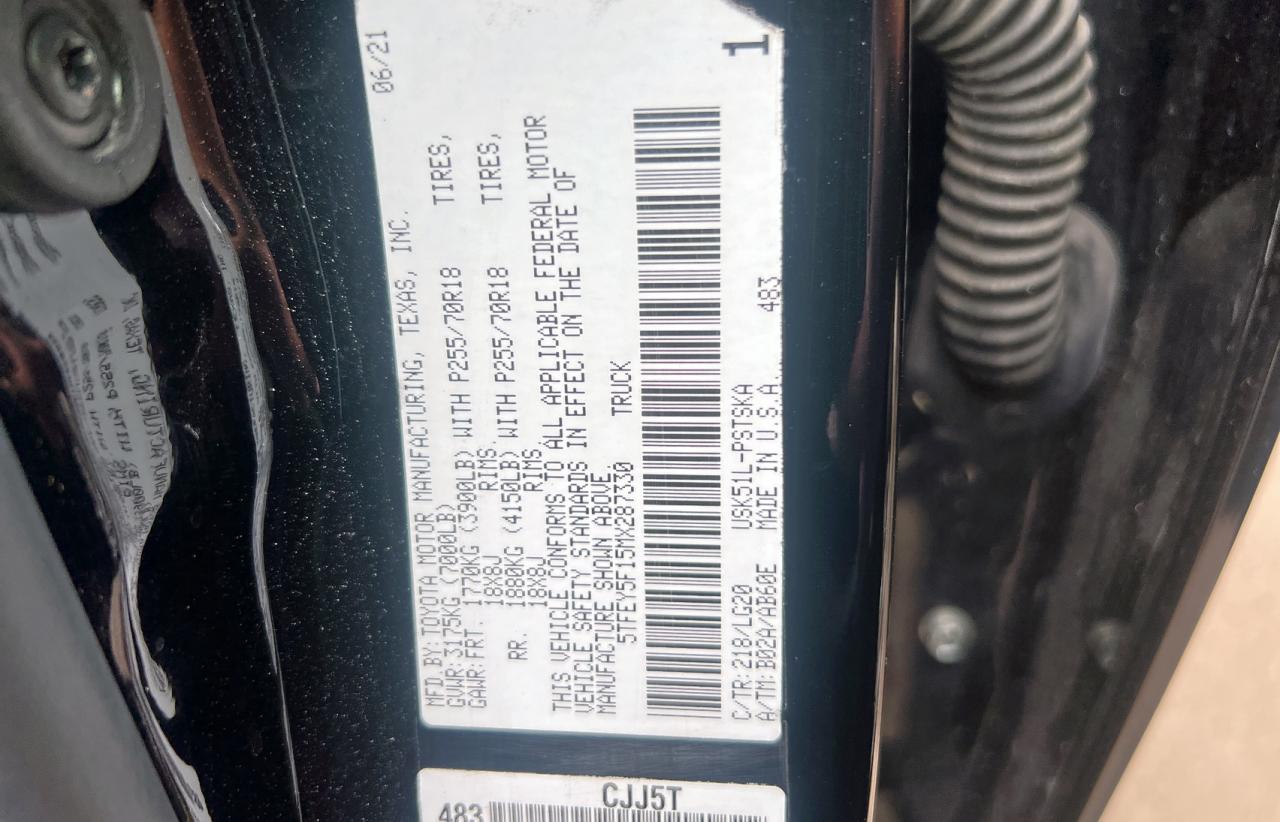 06/21
MFD. BY: TOYOTA MOTOR MANUFACTURING, TEXAS, INC.
GVWR: 3175KG (7000LB)
GAWR: FRT. 1770KG (3900LB) WITH P255/70R18 TIRES,
18X8J RIMS
RR. 1880KG (4150LB) WITH P255/70R18 TIRES,
18X8J RIMS
THIS VEHICLE CONFORMS TO ALL APPLICABLE FEDERAL MOTOR
VEHICLE SAFETY STANDARDS IN EFFECT ON THE DATE OF
MANUFACTURE SHOWN ABOVE.
5TFEY5F15MX287330 TRUCK
1
C/TR: 218/LG20 USK51L-PSTSKA 483
A/TM: B02A/AB60E MADE IN U.S.A.
CJJ5T
483